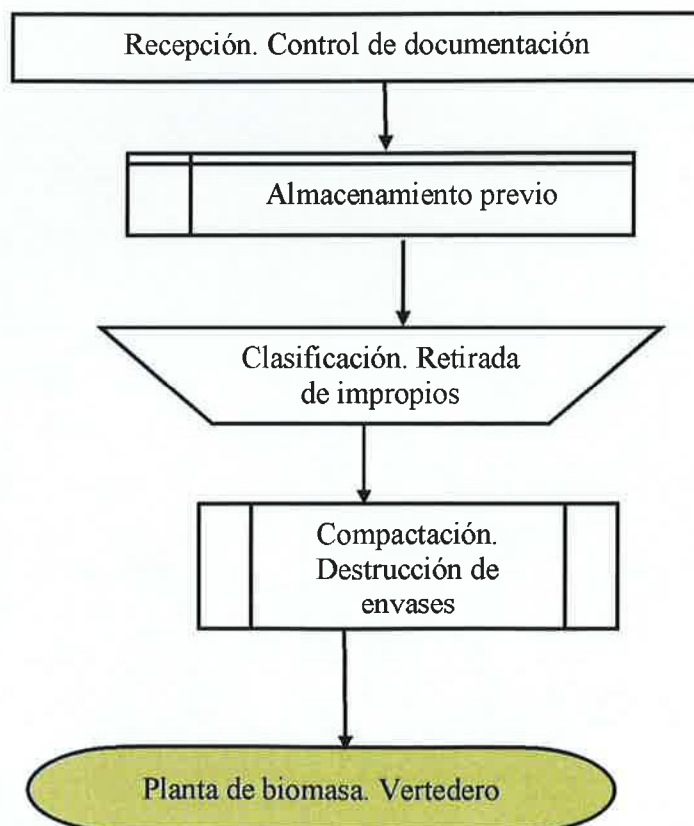 Recepción. Control de documentación
Almacenamiento previo
Clasificación. Retirada
de impropios
Compactación.
Destrucción de
envases
Planta de biomasa. Vertedero